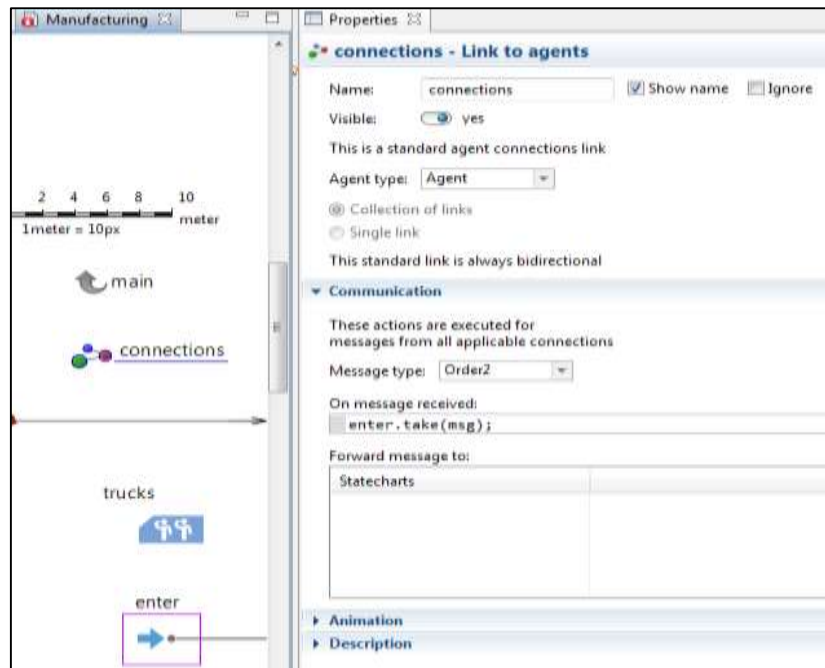 Manufacturing
2 4 6 8 10
meter
1meter = 10px
main
connections
trucks
enter
Properties
connections - Link to agents
Name: connections Show name Ignore
Visible: yes
This is a standard agent connections link
Agent type: Agent
Collection of links
Single link
This standard link is always bidirectional
Communication
These actions are executed for
messages from all applicable connections
Message type: Order2
On message received:
enter.take(msg);
Forward message to:
Statecharts
Animation
Description